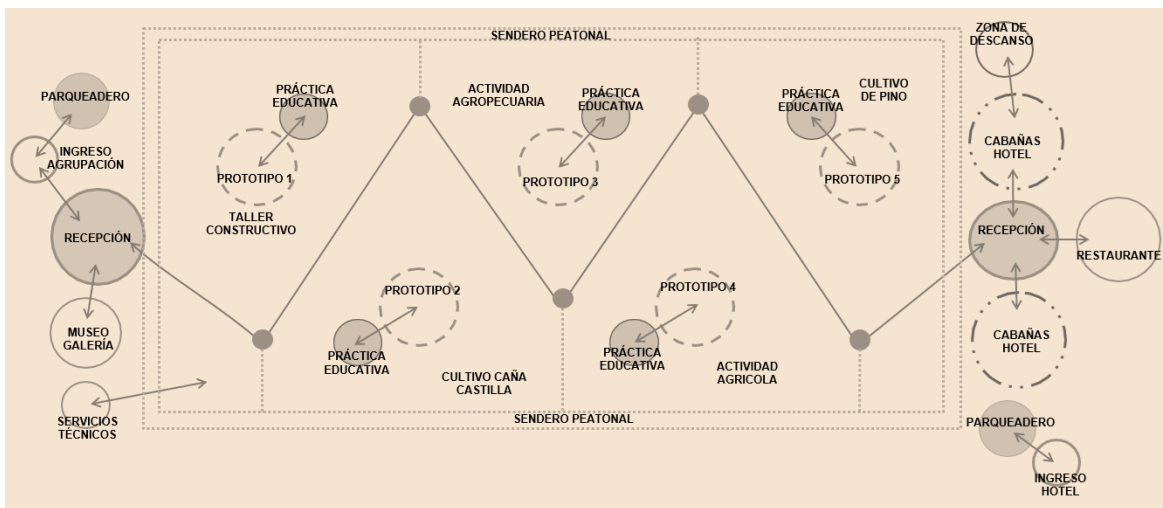 SENDERO PEATONAL
ZONA DE
DESCANSO
PARQUEADERO
PRÁCTICA
EDUCATIVA
ACTIVIDAD
AGROPECUARIA
PRÁCTICA
EDUCATIVA
PRÁCTICA
EDUCATIVA
CULTIVO
DE PINO
INGRESO
AGRUPACIÓN
CABAÑAS
HOTEL
PROTOTIPO 1
PROTOTIPO 3
PROTOTIPO 5
TALLER
CONSTRUCTIVO
RECEPCIÓN
RECEPCIÓN
RESTAURANTE
PROTOTIPO 2
PROTOTIPO 4
MUSEO
GALERÍA
CABAÑAS
HOTEL
PRÁCTICA
EDUCATIVA
PRÁCTICA
EDUCATIVA
CULTIVO CAÑA
CASTILLA
ACTIVIDAD
AGRICOLA
SERVICIOS
TÉCNICOS
SENDERO PEATONAL
PARQUEADERO
INGRESO
HOTEL